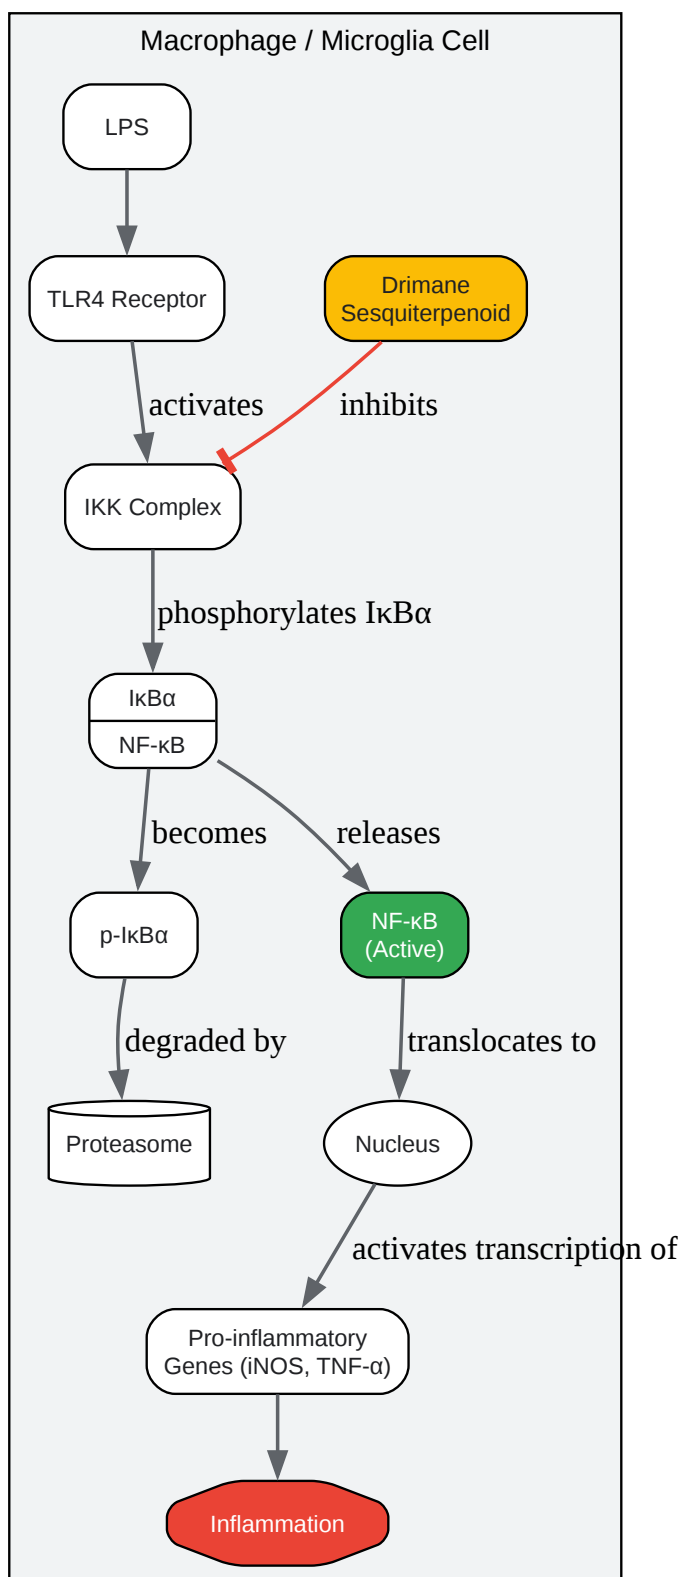 Macrophage / Microglia Cell
LPS
TLR4 Receptor
Drimane
Sesquiterpenoid
activates
inhibits
IKK Complex
phosphorylates IκBα
IκBα
NF-κB
becomes
releases
p-IκBα
NF-κB
(Active)
degraded by
translocates to
Proteasome
Nucleus
activates transcription of
Pro-inflammatory
Genes (iNOS, TNF-α)
Inflammation